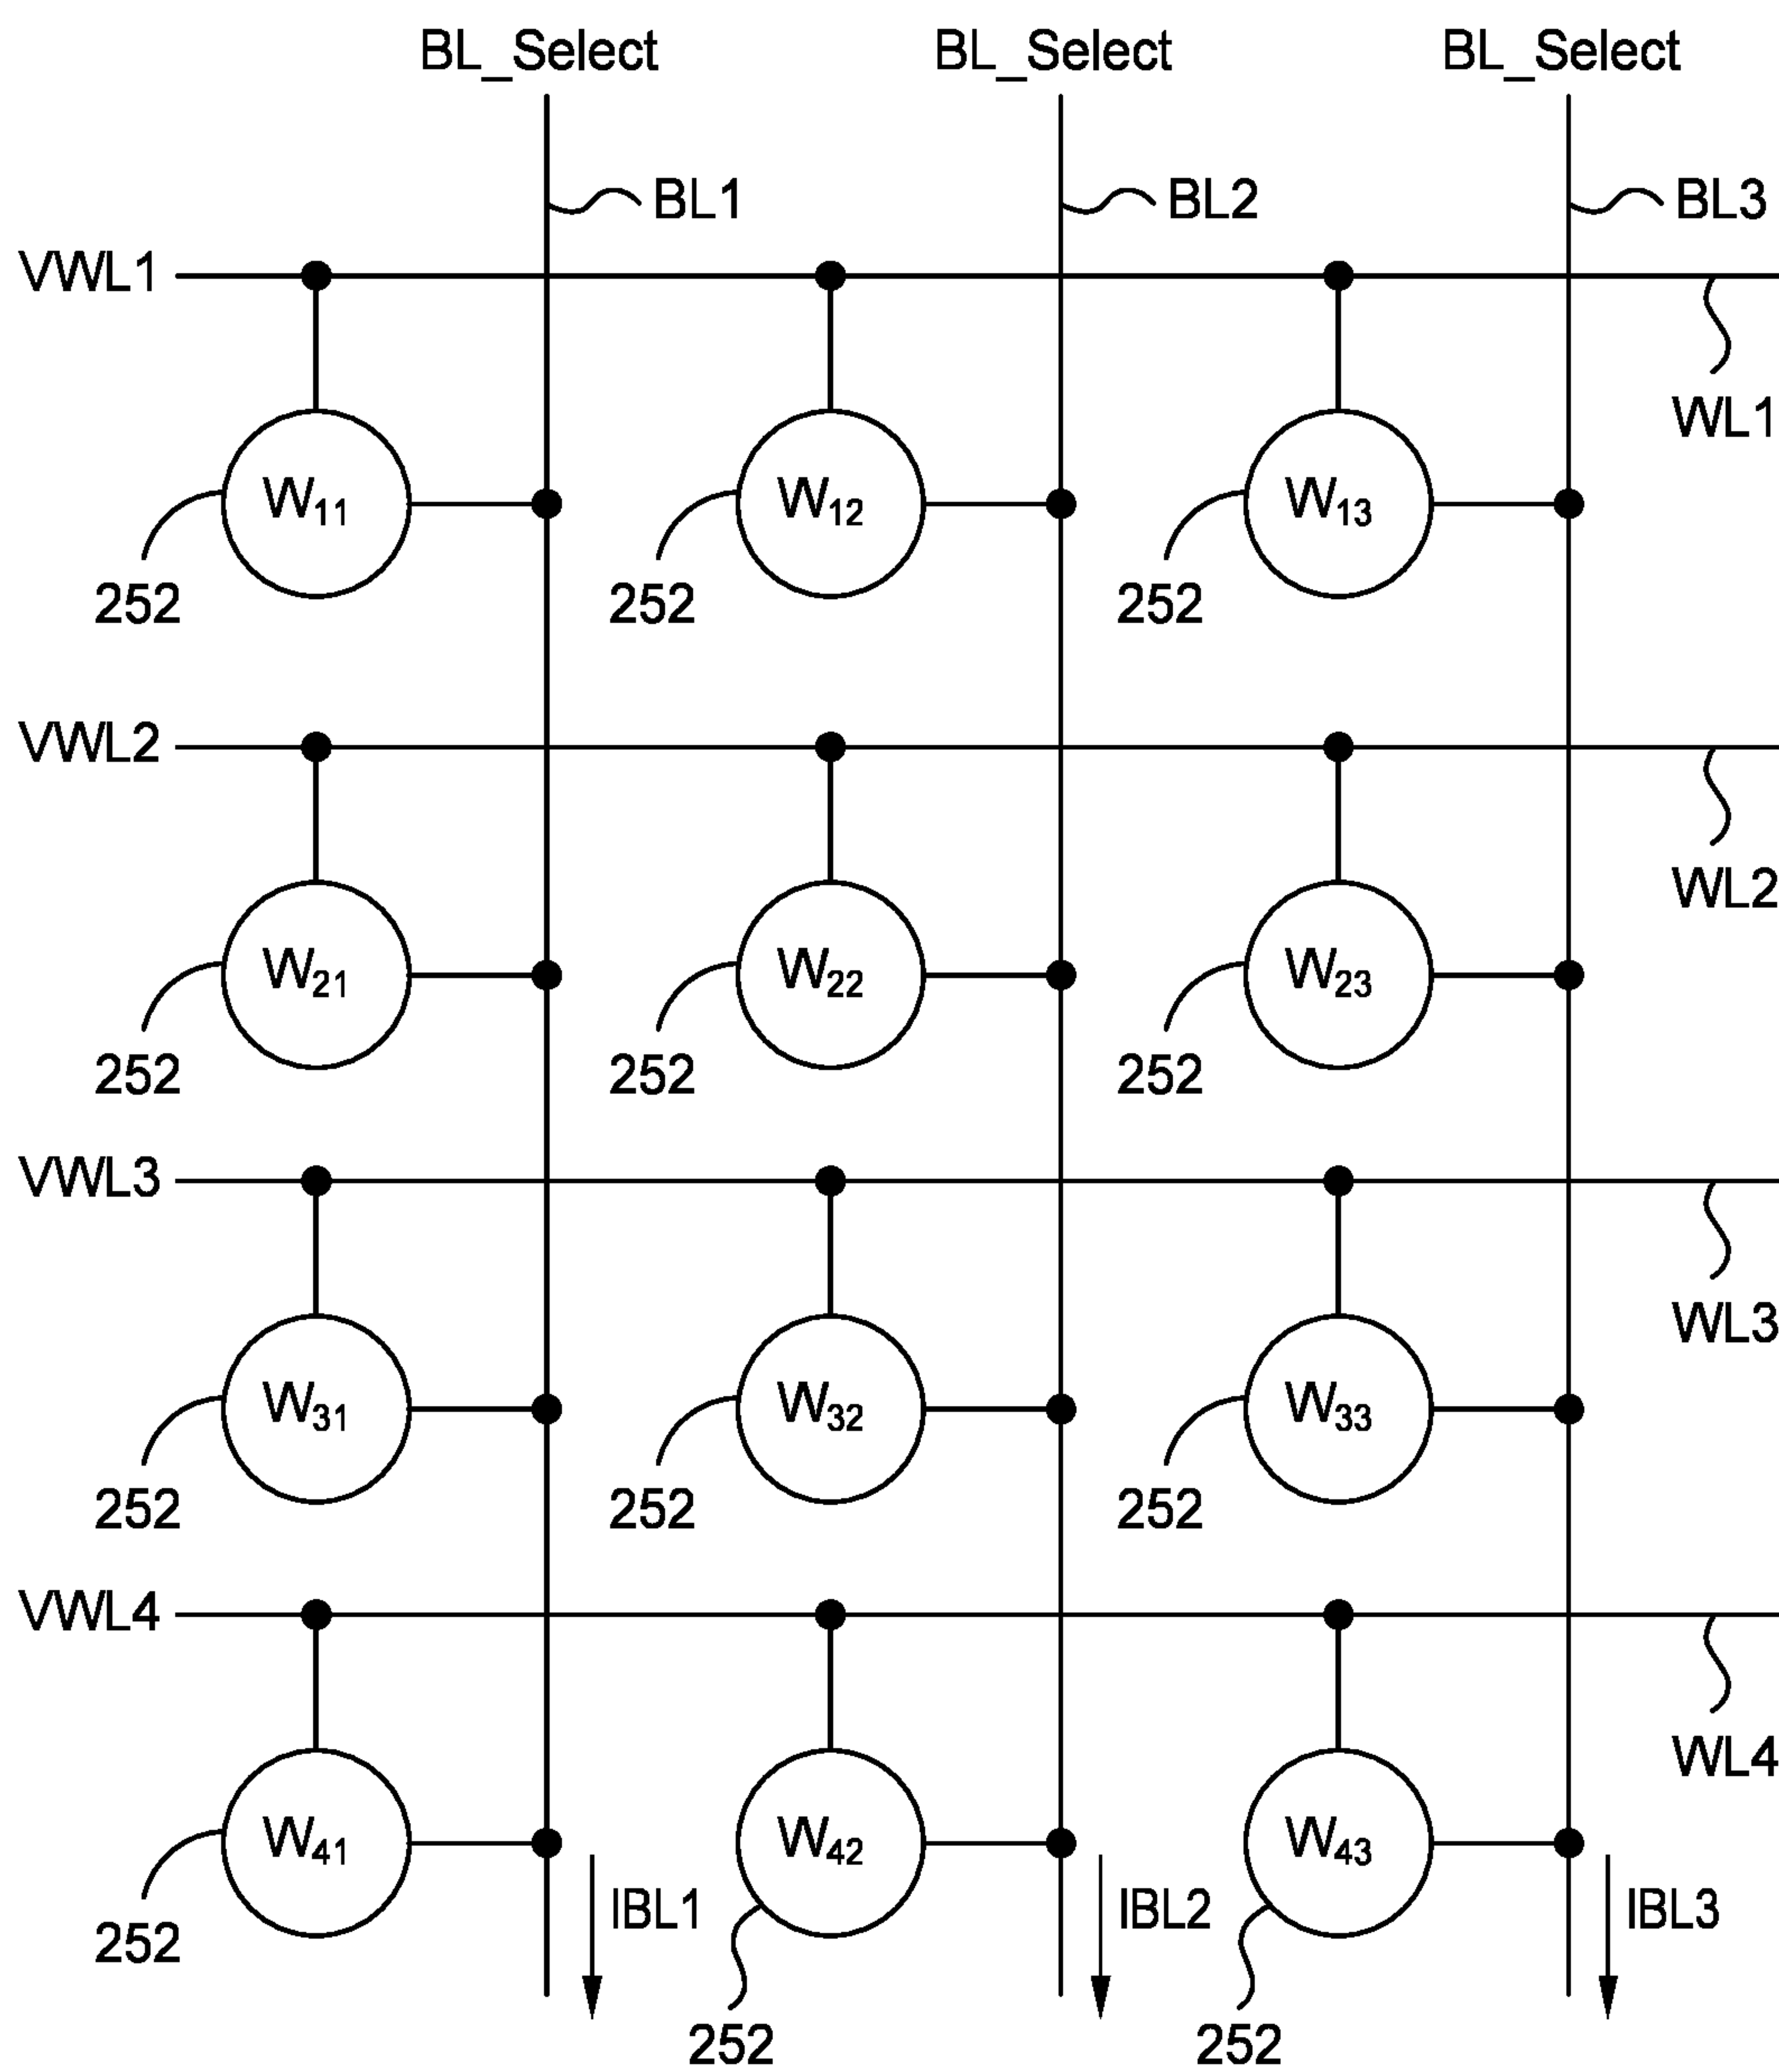 BL_Select BL_Select BL_Select
BL1 BL2 BL3
VWL1
WL1
W11 W12 W13
252 252 252
VWL2
WL2
W21 W22 W23
252 252 252
VWL3
WL3
W31 W32 W33
252 252 252
VWL4
WL4
W41 W42 W43
IBL1 IBL2 IBL3
252 252 252